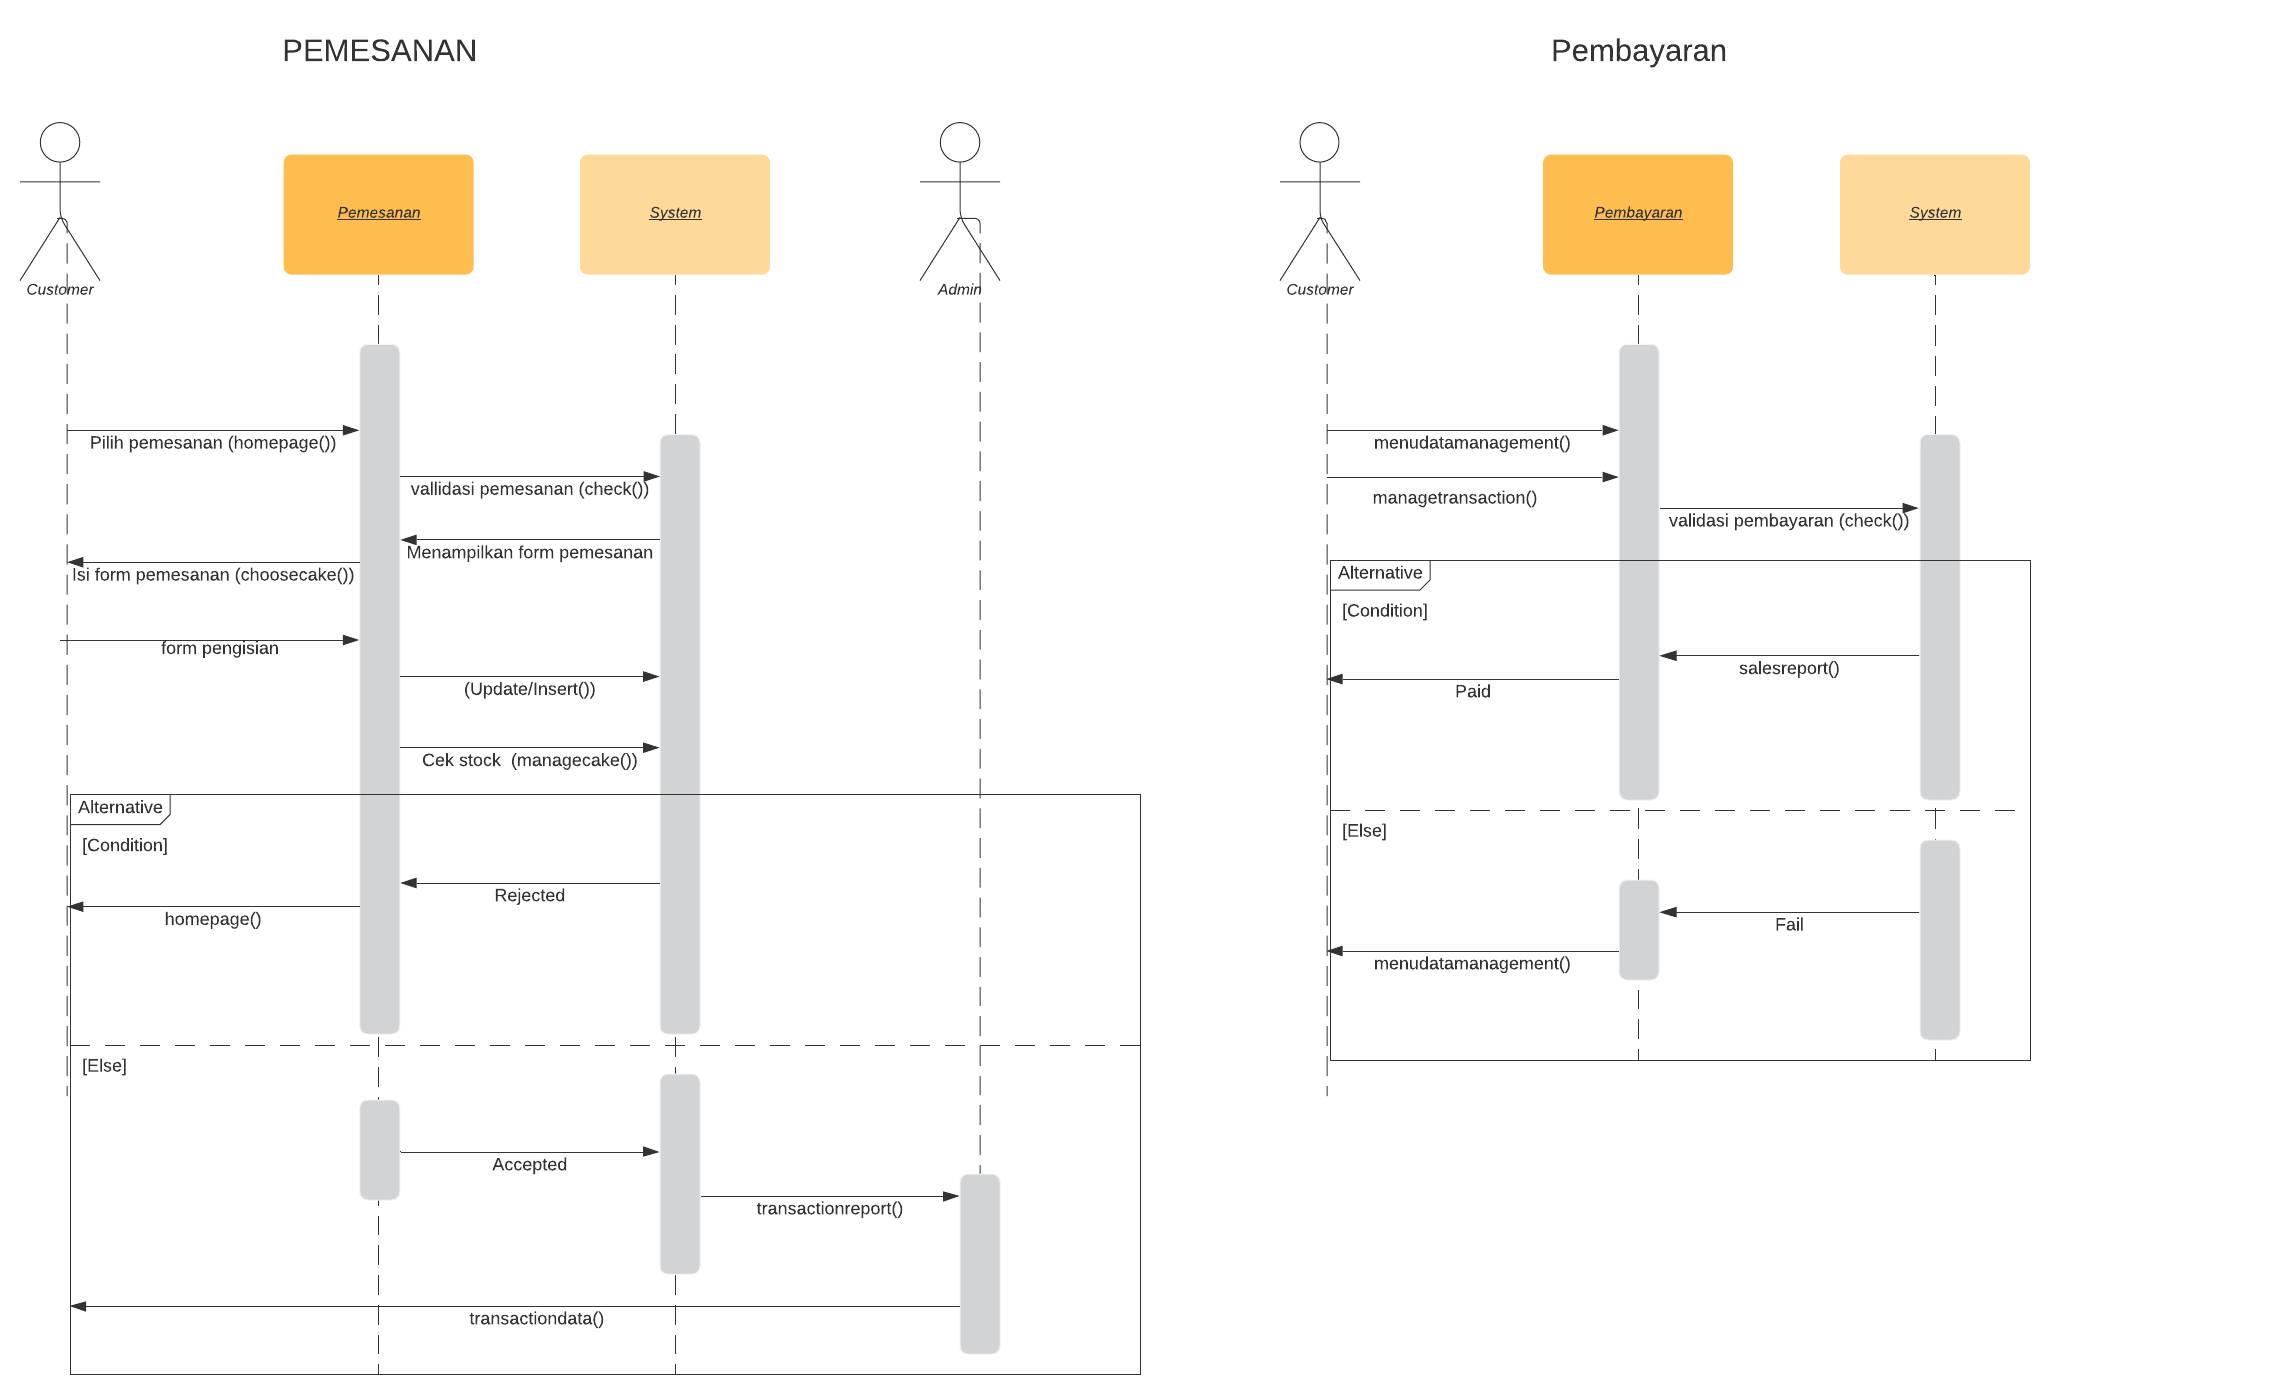 PEMESANAN
Customer
Pemesanan
System
Admin
Pilih pemesanan (homepage())
vallidasi pemesanan (check())
Menampilkan form pemesanan
Isi form pemesanan (choosecake())
form pengisian
(Update/Insert())
Cek stock  (managecake())
Alternative
[Condition]
Rejected
homepage()
[Else]
Accepted
transactionreport()
transactiondata()
Pembayaran
Customer
Pembayaran
System
menudatamanagement()
managetransaction()
validasi pembayaran (check())
Alternative
[Condition]
salesreport()
Paid
[Else]
Fail
menudatamanagement()